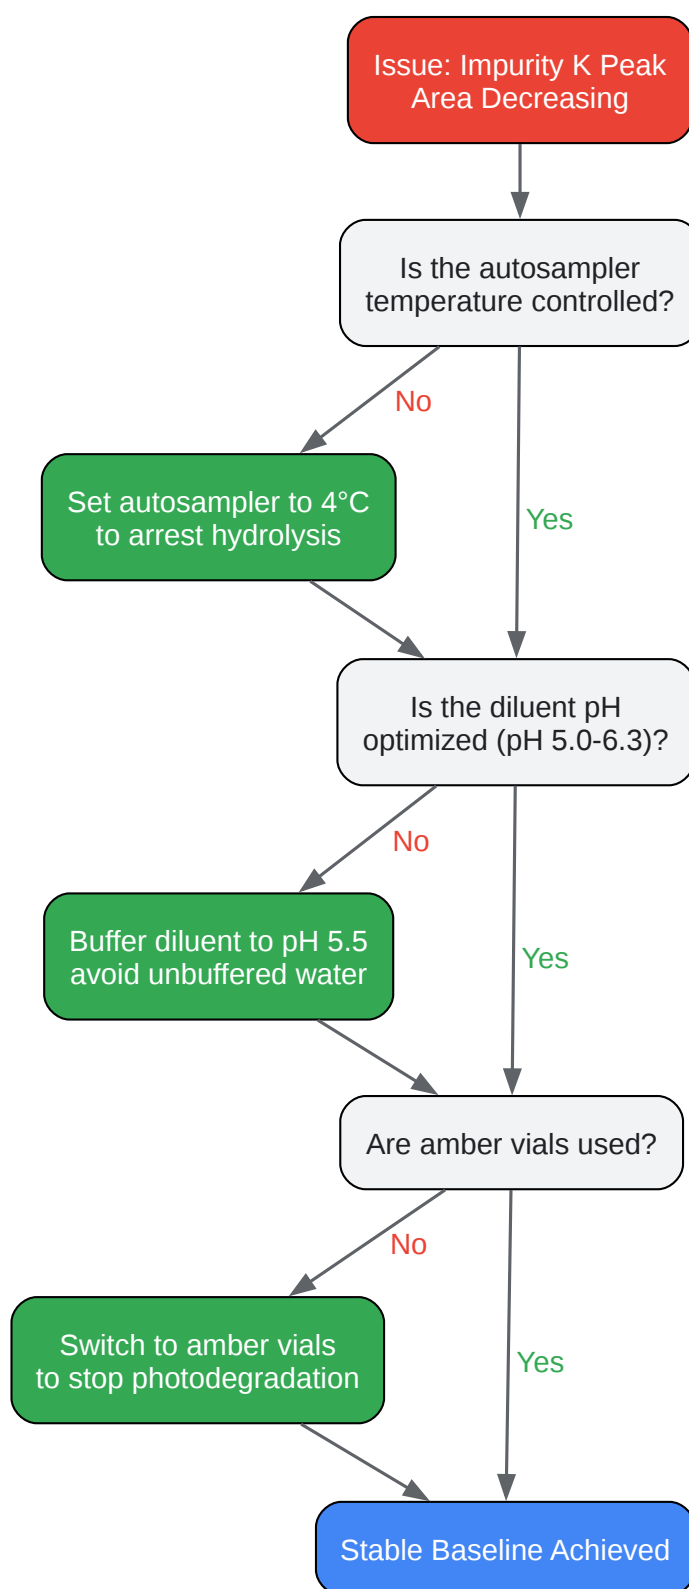 Issue: Impurity K Peak
Area Decreasing
Is the autosampler
temperature controlled?
No
Set autosampler to 4°C
to arrest hydrolysis
Yes
Is the diluent pH
optimized (pH 5.0-6.3)?
No
Buffer diluent to pH 5.5
avoid unbuffered water
Yes
Are amber vials used?
No
Switch to amber vials
to stop photodegradation
Yes
Stable Baseline Achieved